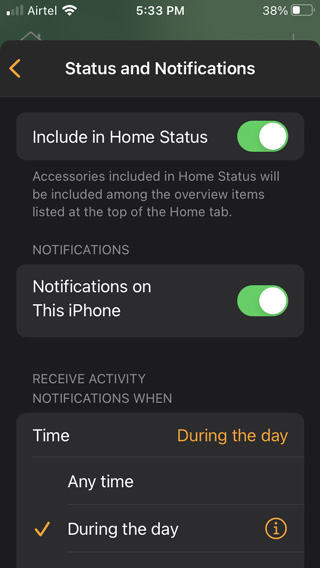 Airtel 5:33 PM 38%
Status and Notifications
Include in Home Status
Accessories included in Home Status will
be included among the overview items
listed at the top of the Home tab.
NOTIFICATIONS
Notifications on
This iPhone
RECEIVE ACTIVITY
NOTIFICATIONS WHEN
Time During the day
Any time
During the day